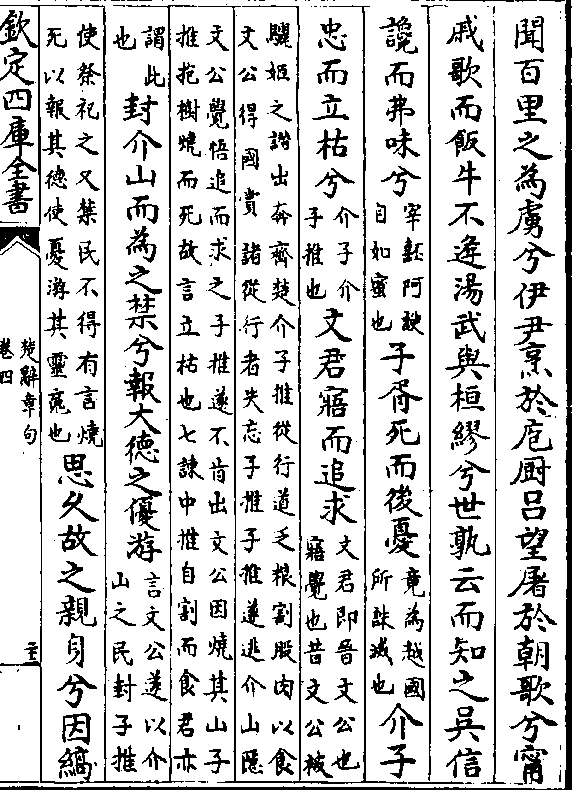 聞百里之為虜兮伊尹烹於庖厨吕望屠於朝歌兮甯
戚歌而飯牛不逢湯武與桓繆兮世孰云而知之吳信
讒而弗味兮宰嚭阿諛自如蜜也子胥死而後憂竟為越國所誅滅也介子
忠而立枯兮介子介子推也文君寤而追求文君即晉文公也寤覺也昔文公被
驪姬之譛出奔齊楚介子推從行道乏糧割股肉以食
文公得國賞諸從行者失忘子推子推遂逃介山隱
文公覺悟追而求之子推遂不肯出文公因燒其山子
推抱樹燒而死故言立枯也七諫中推自割而食君亦
謂此也封介山而為之禁兮報大德之優游言文公遂以介山之民封子推
使祭祀之又禁民不得有言燒死以報其德使優游其靈䰟也思久故之親身兮因縞
欽定四庫全書
楚辭章句
卷四